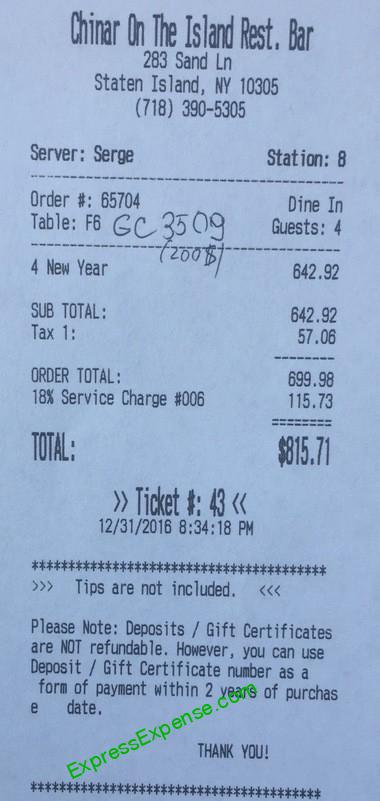 Chinar On The Island Rest. Bar
283 Sand Ln
Staten Island, NY 10305
(718) 390-5305
Server: Serge Station: 8
Order #: 65704 Dine In
Table: F6 GC 3509 Guests: 4
(200$)
4 New Year 642.92
SUB TOTAL: 642.92
Tax 1: 57.06
ORDER TOTAL: 699.98
18% Service Charge #006 115.73
TOTAL: $815.71
>> Ticket #: 43 <<
12/31/2016 8:34:18 PM
****************************************
>>> Tips are not included. <<<
Please Note: Deposits / Gift Certificates
are NOT refundable. However, you can use
Deposit / Gift Certificate number as a
form of payment within 2 years of purchas
e date.
ExpressExpense.com
THANK YOU!
****************************************